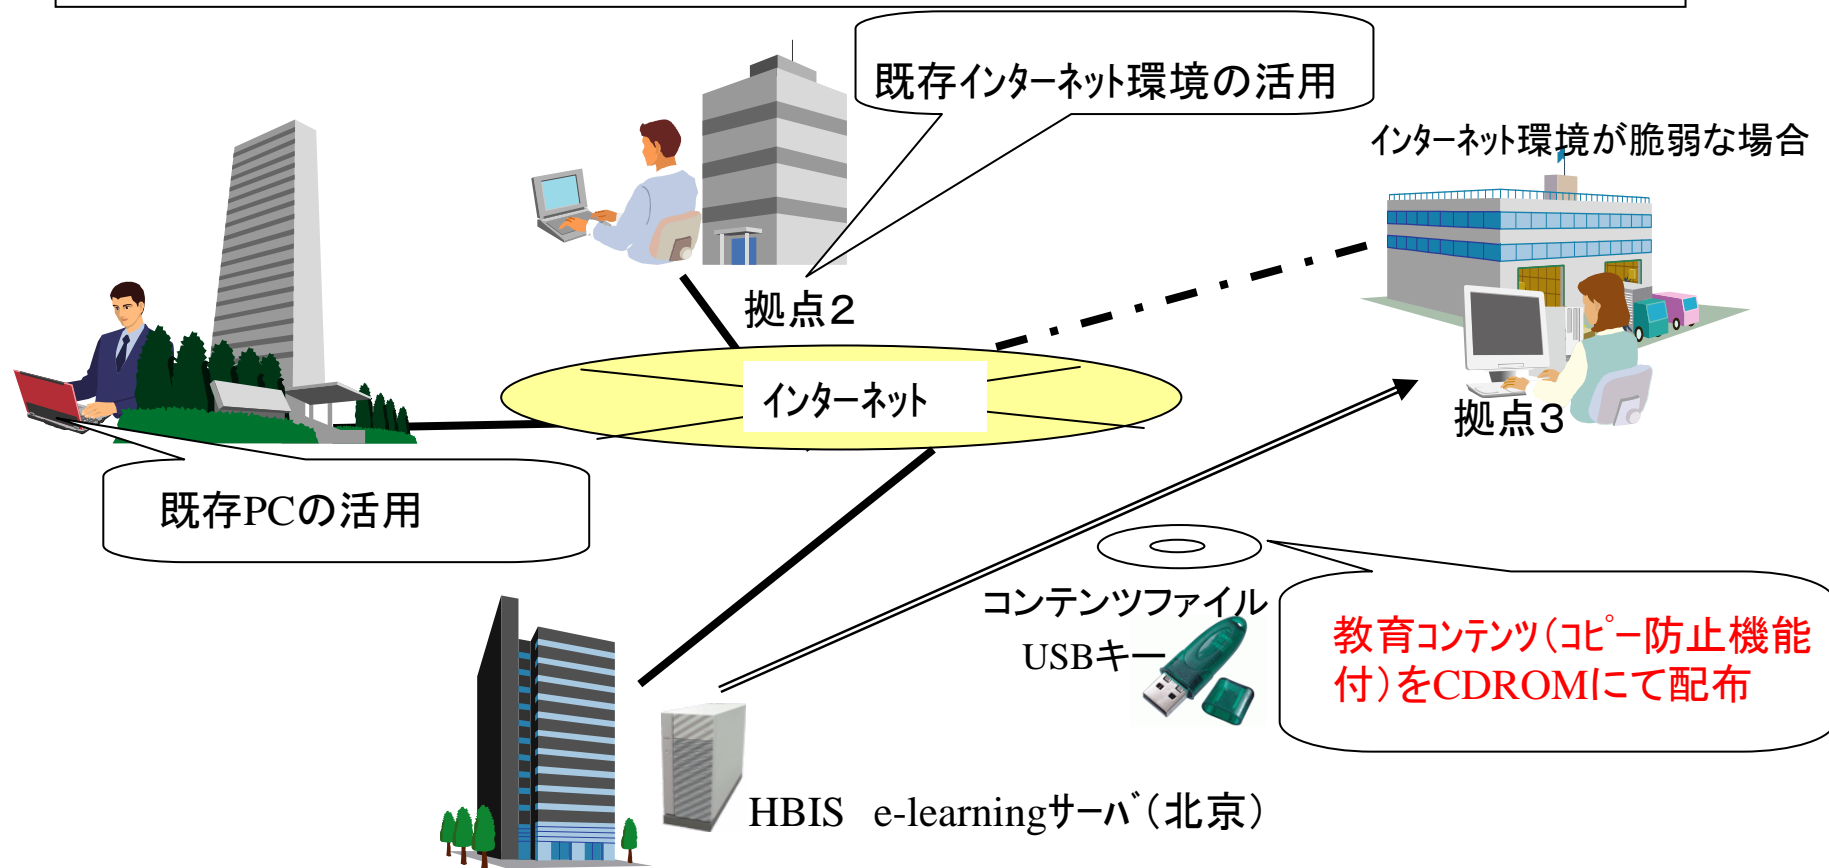 既存インターネット環境の活用
インターネット環境が脆弱な場合
拠点２
インターネット
拠点３
既存PCの活用
コンテンツファイル
USBキー
教育コンテンツ（コピー防止機能
付）をCDROMにて配布
HBIS e-learningサーバ（北京）